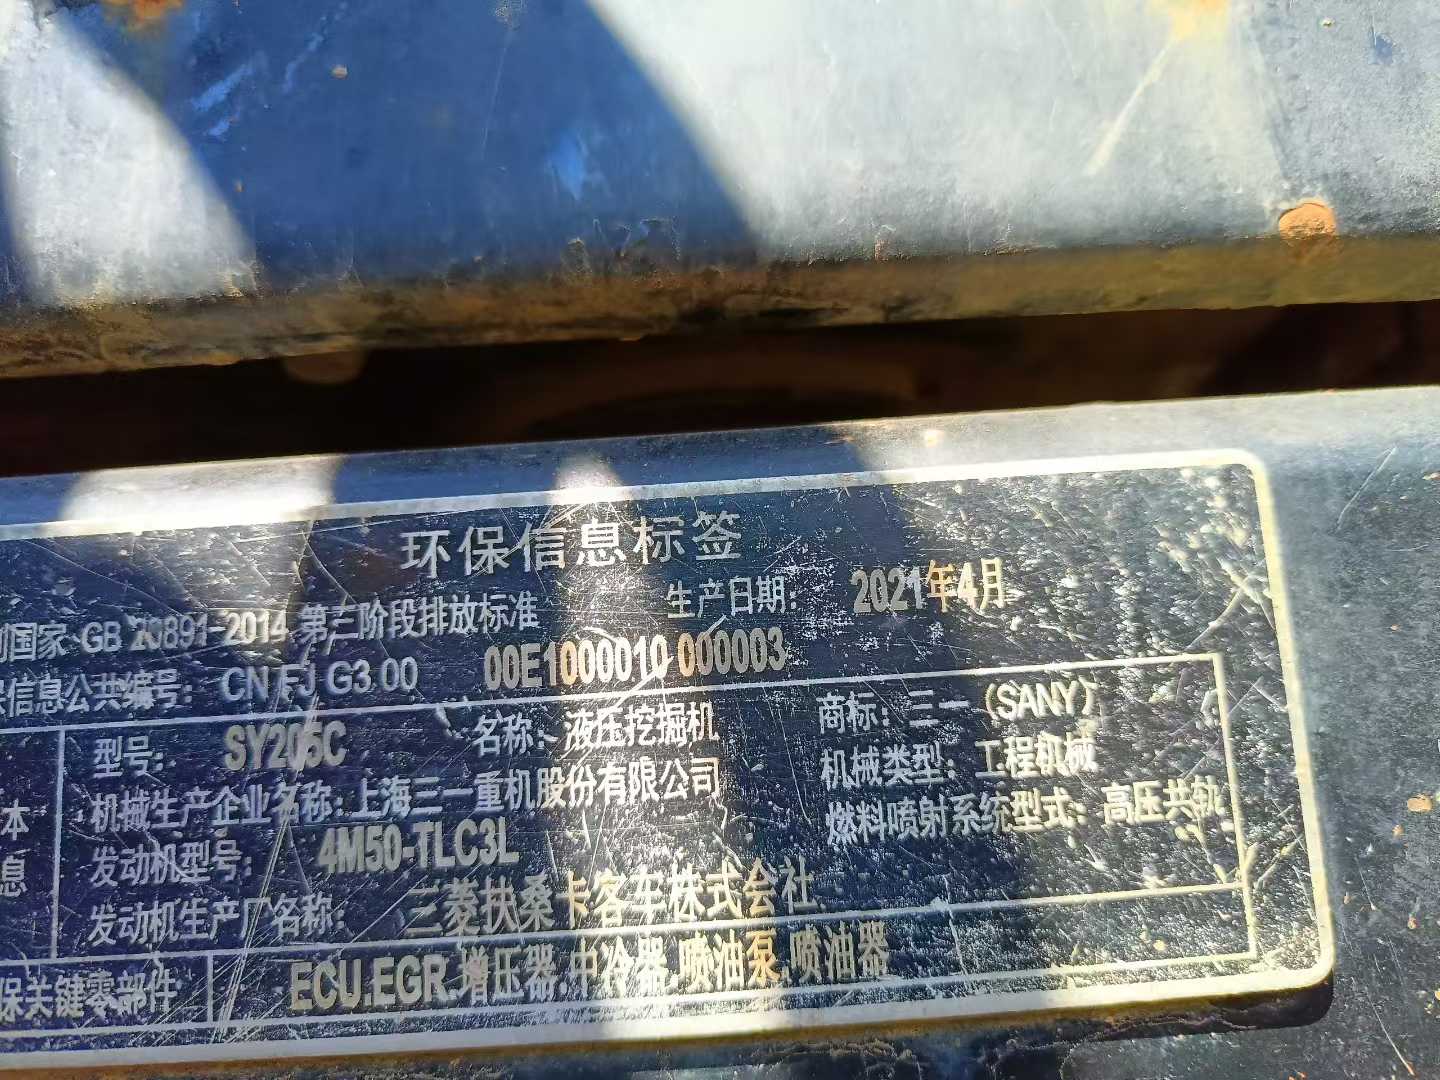 环保信息标签
国家 GB 20891-2014 第三阶段排放标准 生产日期: 2021年4月
信息公共编号: CN FJ G3 00 00E1000010 000003
型号: SY205C 名称: 液压挖掘机 商标: 三一 (SANY)
机械生产企业名称: 上海三一重机股份有限公司 机械类型: 工程机械
本
发动机型号: 4M50-TLC3L 燃料喷射系统型式: 高压共轨
息
发动机生产厂名称: 三菱扶桑卡客车株式会社
保关键零部件 ECU.EGR.增压器.中冷器.喷油泵.喷油器